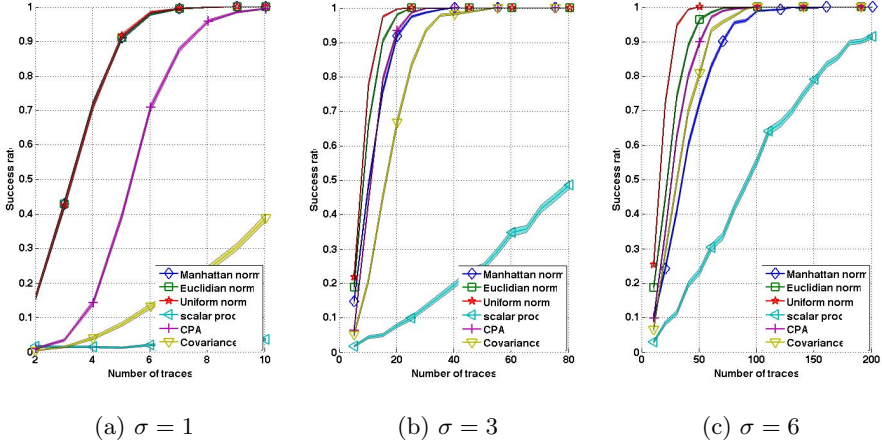 1
0.9
0.8
0.7
0.6
0.5
0.4
0.3
0.2
0.1
0
Success rate
2
4
6
8
10
Number of traces
Manhattan norm
Euclidian norm
Uniform norm
scalar prod
CPA
Covariance
(a) σ = 1
1
0.9
0.8
0.7
0.6
0.5
0.4
0.3
0.2
0.1
0
Success rate
0
20
40
60
80
Number of traces
Manhattan norm
Euclidian norm
Uniform norm
scalar prod
CPA
Covariance
(b) σ = 3
1
0.9
0.8
0.7
0.6
0.5
0.4
0.3
0.2
0.1
0
Success rate
0
50
100
150
200
Number of traces
Manhattan norm
Euclidian norm
Uniform norm
scalar prod
CPA
Covariance
(c) σ = 6